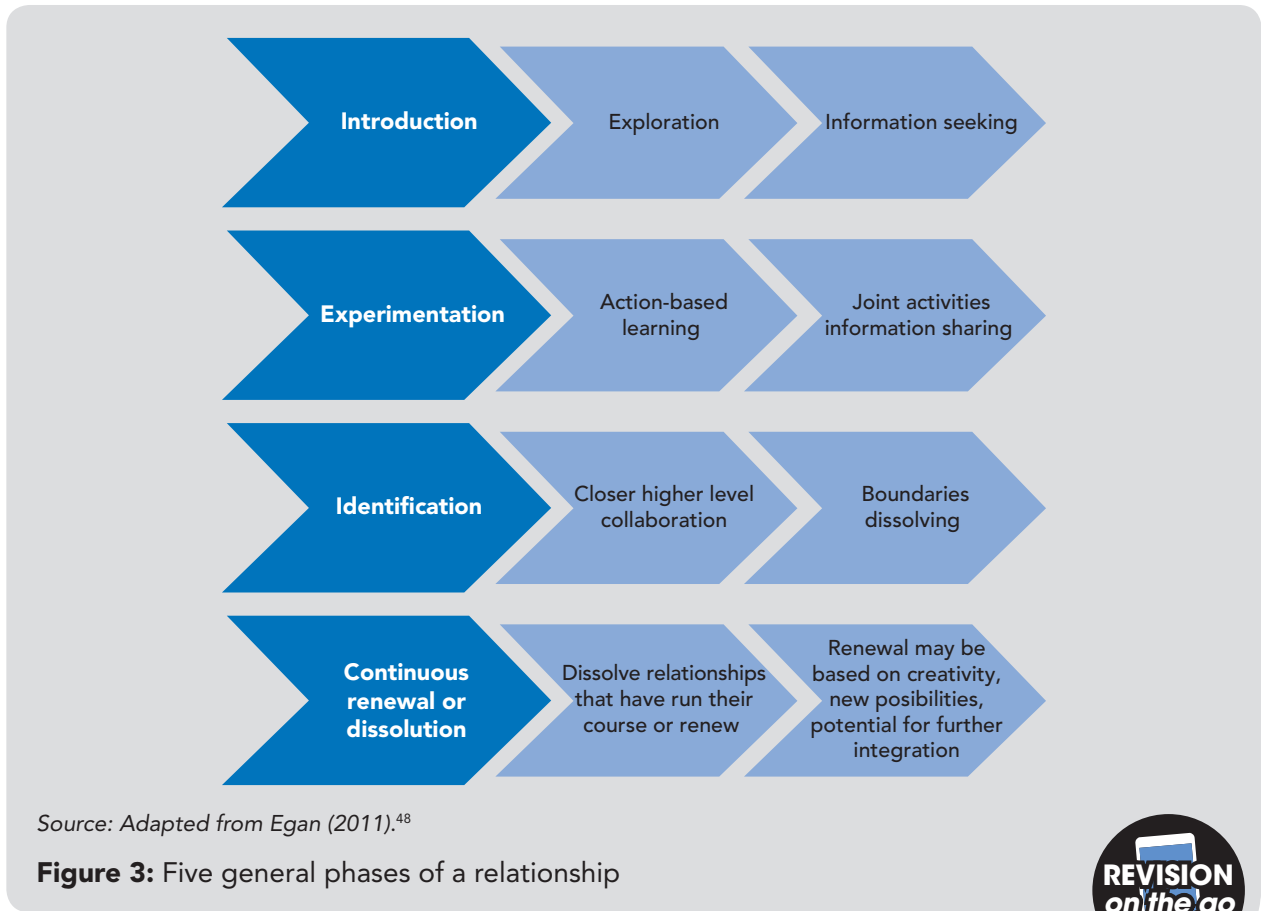 Introduction
Exploration
Information seeking
Experimentation
Action-based
learning
Joint activities
information sharing
Identification
Closer higher level
collaboration
Boundaries
dissolving
Continuous
renewal or
dissolution
Dissolve relationships
that have run their
course or renew
Renewal may be
based on creativity,
new posibilities,
potential for further
integration
Source: Adapted from Egan (2011).48
Figure 3: Five general phases of a relationship
REVISION
on the go